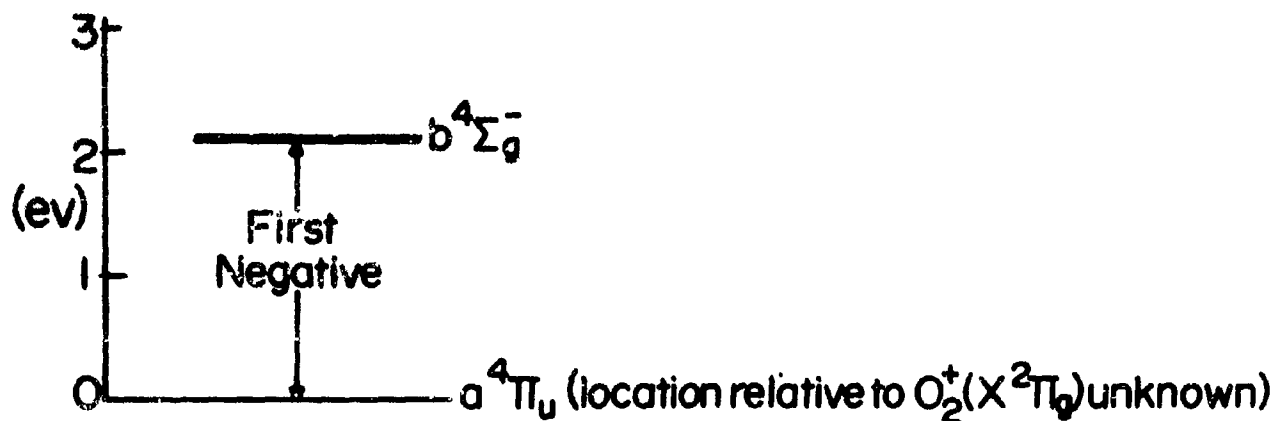 3
b⁴Σg⁻
2
(ev)
First
1
Negative
0
a⁴Πu (location relative to O₂⁺(X²Πg) unknown)